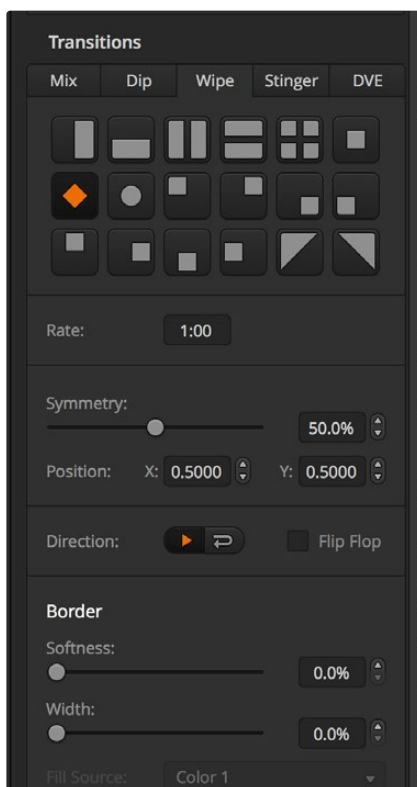 Transitions
Mix Dip Wipe Stinger DVE
Rate: 1:00
Symmetry:
50.0%
Position: X: 0.5000 Y: 0.5000
Direction: Flip Flop
Border
Softness:
0.0%
Width:
0.0%
Fill Source: Color 1